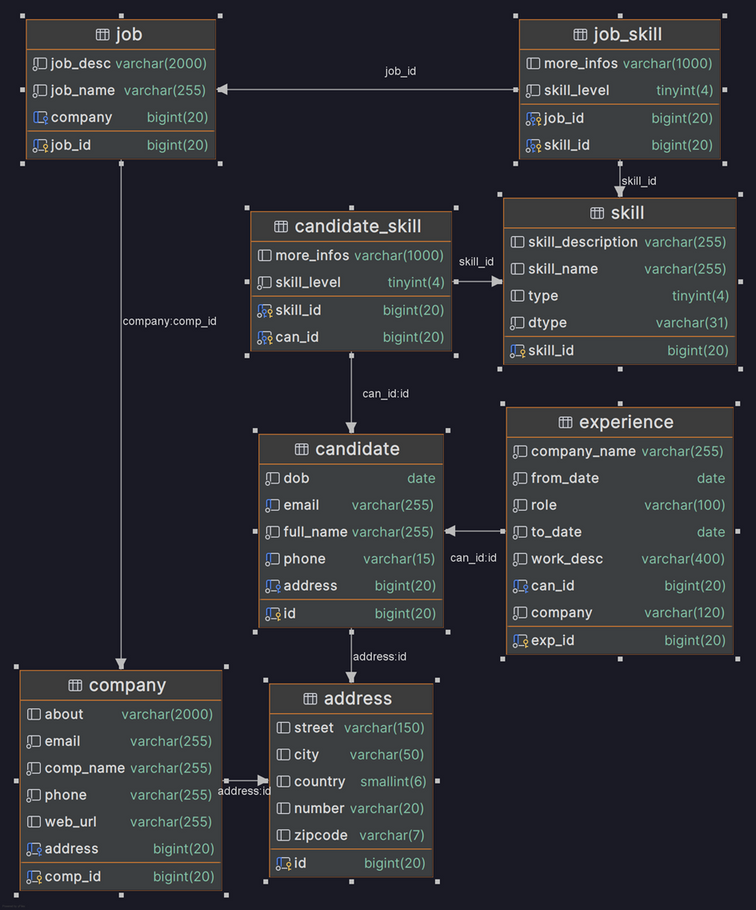 job
job_desc varchar(2000)
job_name varchar(255)
company bigint(20)
job_id bigint(20)
job_id
job_skill
more_infos varchar(1000)
skill_level tinyint(4)
job_id bigint(20)
skill_id bigint(20)
skill_id
candidate_skill
more_infos varchar(1000)
skill_level tinyint(4)
skill_id bigint(20)
can_id bigint(20)
skill_id
skill
skill_description varchar(255)
skill_name varchar(255)
type tinyint(4)
dtype varchar(31)
skill_id bigint(20)
company:comp_id
can_id:id
candidate
dob date
email varchar(255)
full_name varchar(255)
phone varchar(15)
address bigint(20)
id bigint(20)
can_id:id
experience
company_name varchar(255)
from_date date
role varchar(100)
to_date date
work_desc varchar(400)
can_id bigint(20)
company varchar(120)
exp_id bigint(20)
address:id
company
about varchar(2000)
email varchar(255)
comp_name varchar(255)
phone varchar(255)
web_url varchar(255)
address bigint(20)
comp_id bigint(20)
address:id
address
street varchar(150)
city varchar(50)
country smallint(6)
number varchar(20)
zipcode varchar(7)
id bigint(20)